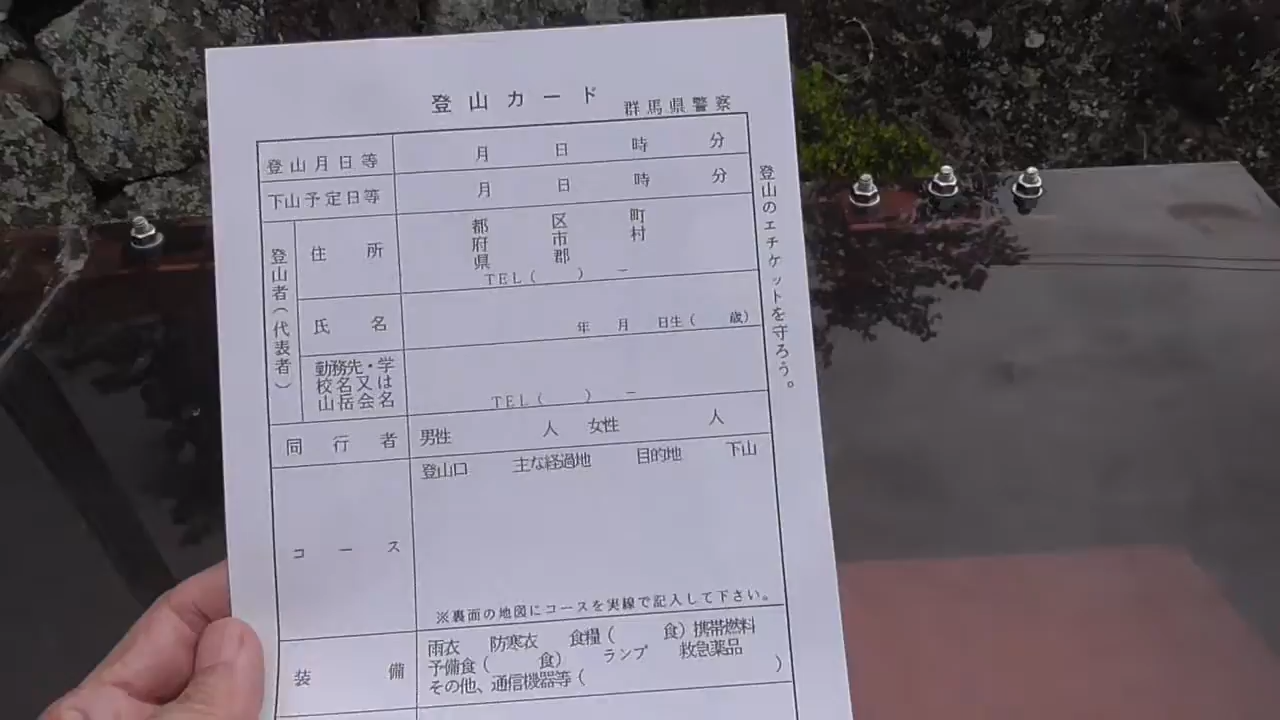 登山カード
群馬県警察
登山月日等 月 日 時 分
下山予定日等 月 日 時 分
登山者(代表者)
住所 都府県 区市郡 町村
TEL( ) −
氏名 年 月 日生( 歳)
勤務先・学校名又は山岳会名
TEL( ) −
同行者 男性 人 女性 人
コース 登山口 主な経過地 目的地 下山
※裏面の地図にコースを実線で記入して下さい。
装備 雨衣 防寒衣 食糧( 食)携帯燃料
予備食( 食) ランプ 救急薬品
その他、通信機器等( )
登山のエチケットを守ろう。